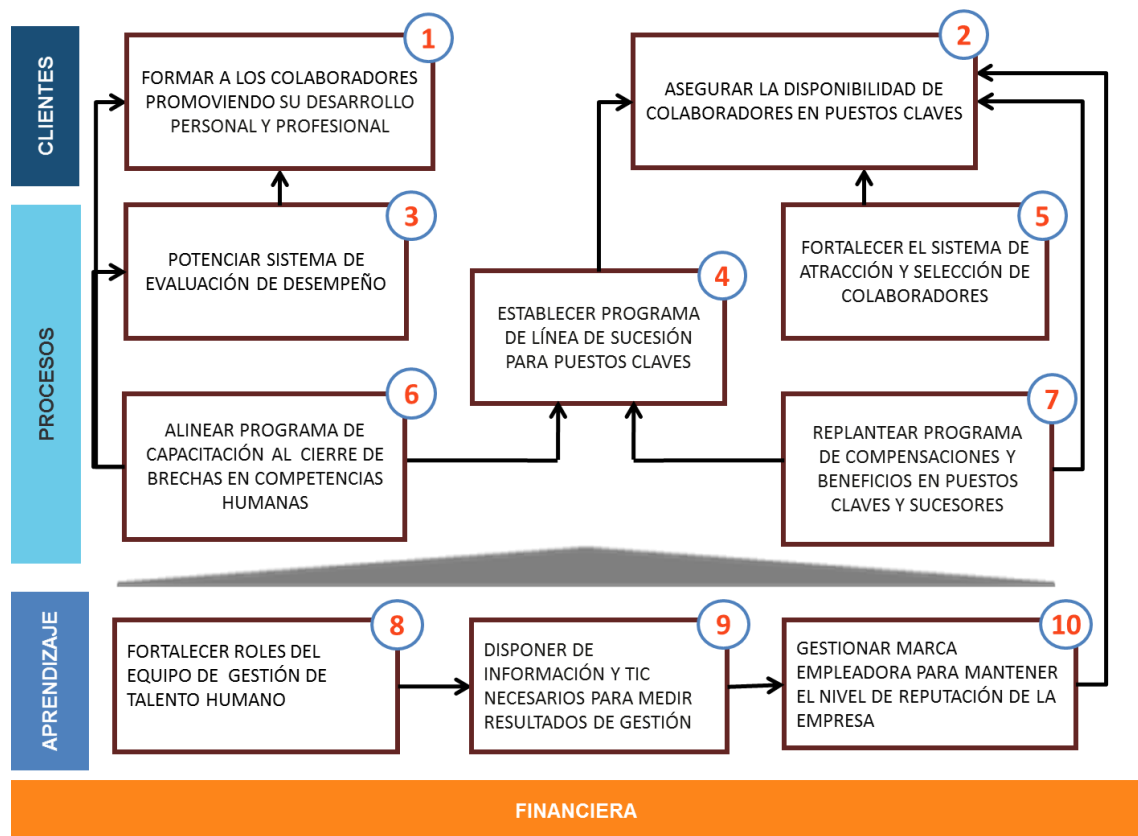 CLIENTES
1
FORMAR A LOS COLABORADORES
PROMOVIENDO SU DESARROLLO
PERSONAL Y PROFESIONAL
2
ASEGURAR LA DISPONIBILIDAD DE
COLABORADORES EN PUESTOS CLAVES
PROCESOS
3
POTENCIAR SISTEMA DE
EVALUACIÓN DE DESEMPEÑO
4
ESTABLECER PROGRAMA
DE LÍNEA DE SUCESIÓN
PARA PUESTOS CLAVES
5
FORTALECER EL SISTEMA DE
ATRACCIÓN Y SELECCIÓN DE
COLABORADORES
6
ALINEAR PROGRAMA DE
CAPACITACIÓN AL CIERRE DE
BRECHAS EN COMPETENCIAS
HUMANAS
7
REPLANTEAR PROGRAMA
DE COMPENSACIONES Y
BENEFICIOS EN PUESTOS
CLAVES Y SUCESORES
APRENDIZAJE
8
FORTALECER ROLES DEL
EQUIPO DE GESTIÓN DE
TALENTO HUMANO
9
DISPONER DE
INFORMACIÓN Y TIC
NECESARIOS PARA MEDIR
RESULTADOS DE GESTIÓN
10
GESTIONAR MARCA
EMPLEADORA PARA MANTENER
EL NIVEL DE REPUTACIÓN DE LA
EMPRESA
FINANCIERA